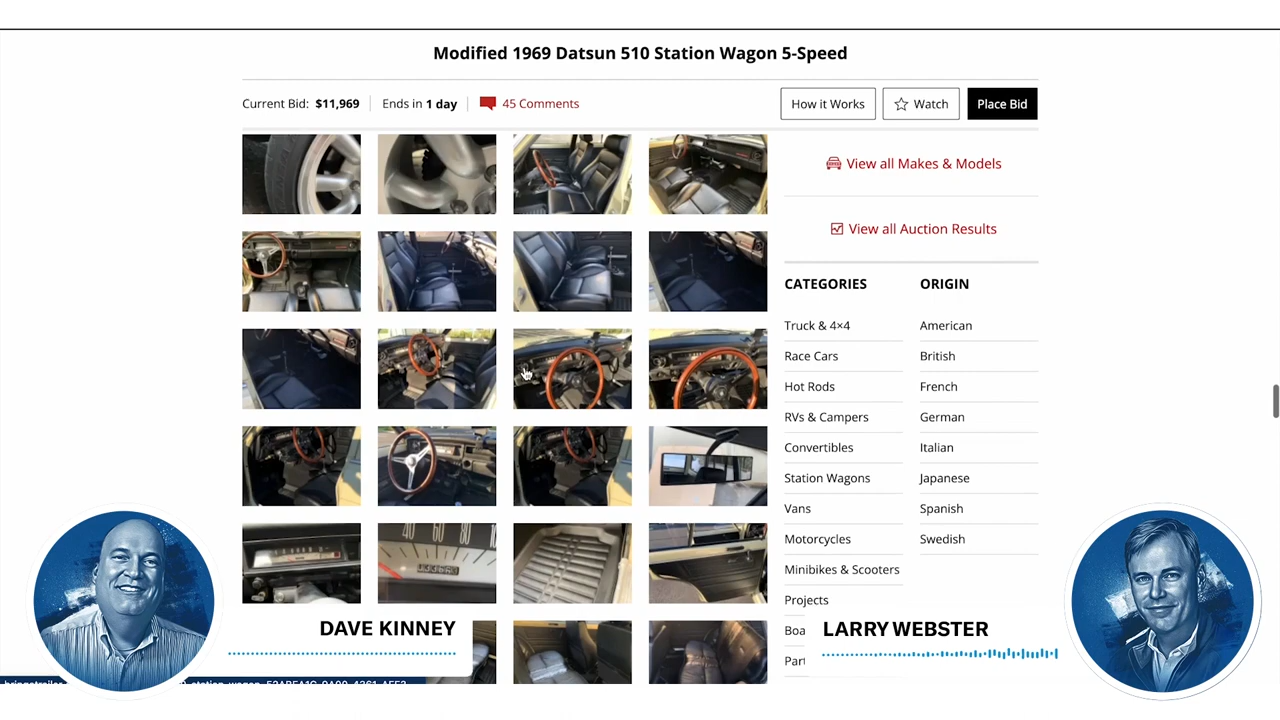 Modified 1969 Datsun 510 Station Wagon 5-Speed
Current Bid: $11,969 Ends in 1 day 45 Comments How it Works Watch Place Bid
View all Makes & Models
View all Auction Results
CATEGORIES ORIGIN
Truck & 4×4 American
Race Cars British
Hot Rods French
RVs & Campers German
Convertibles Italian
Station Wagons Japanese
Vans Spanish
Motorcycles Swedish
Minibikes & Scooters
Projects
Boa
Part
40 60 80
DAVE KINNEY
LARRY WEBSTER